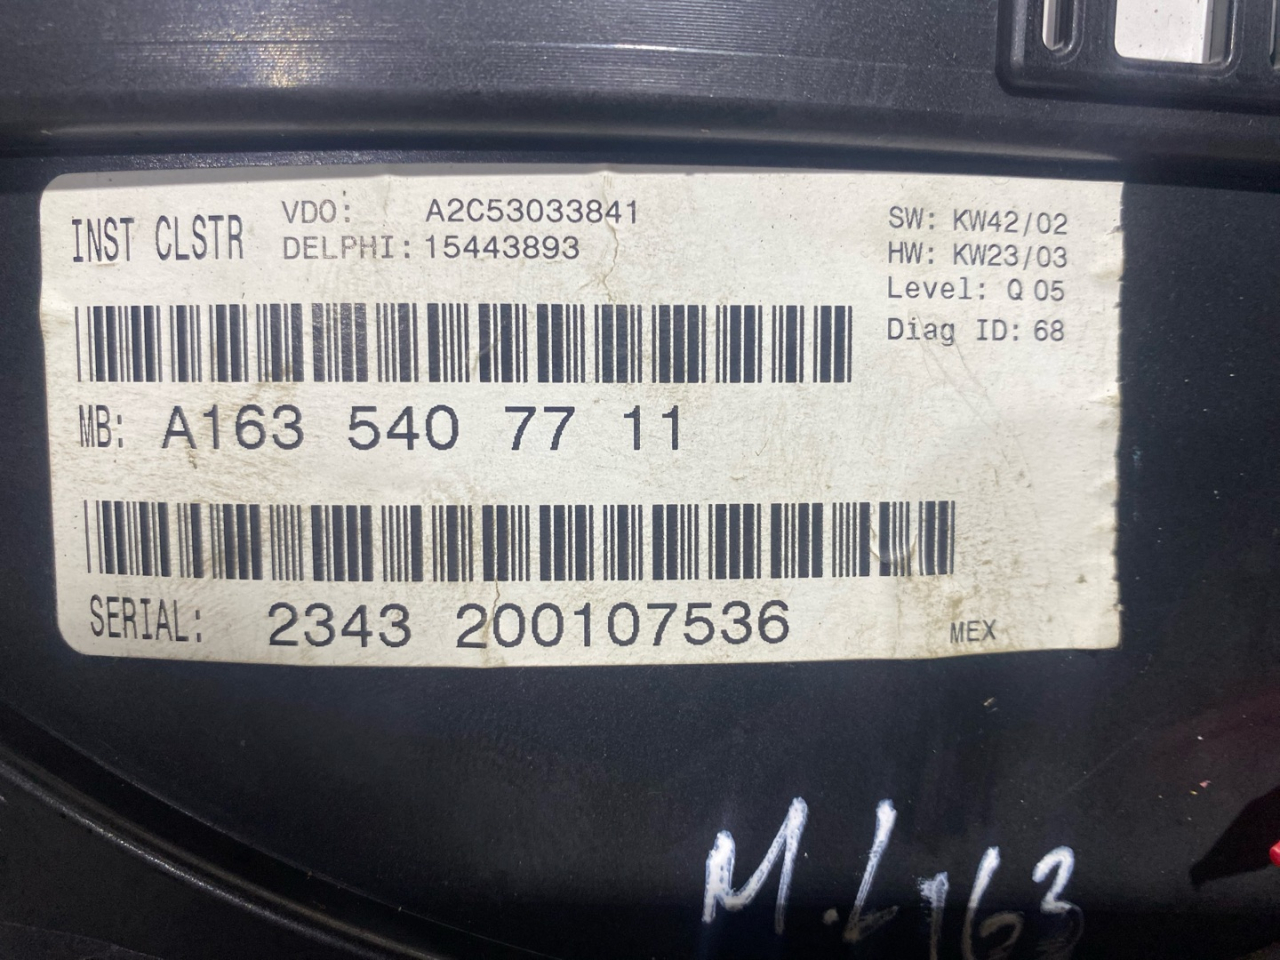 INST CLSTR
VDO: A2C53033841
DELPHI: 15443893
SW: KW42/02
HW: KW23/03
Level: Q 05
Diag ID: 68
MB: A163 540 77 11
SERIAL: 2343 200107536
MEX
M.L 163